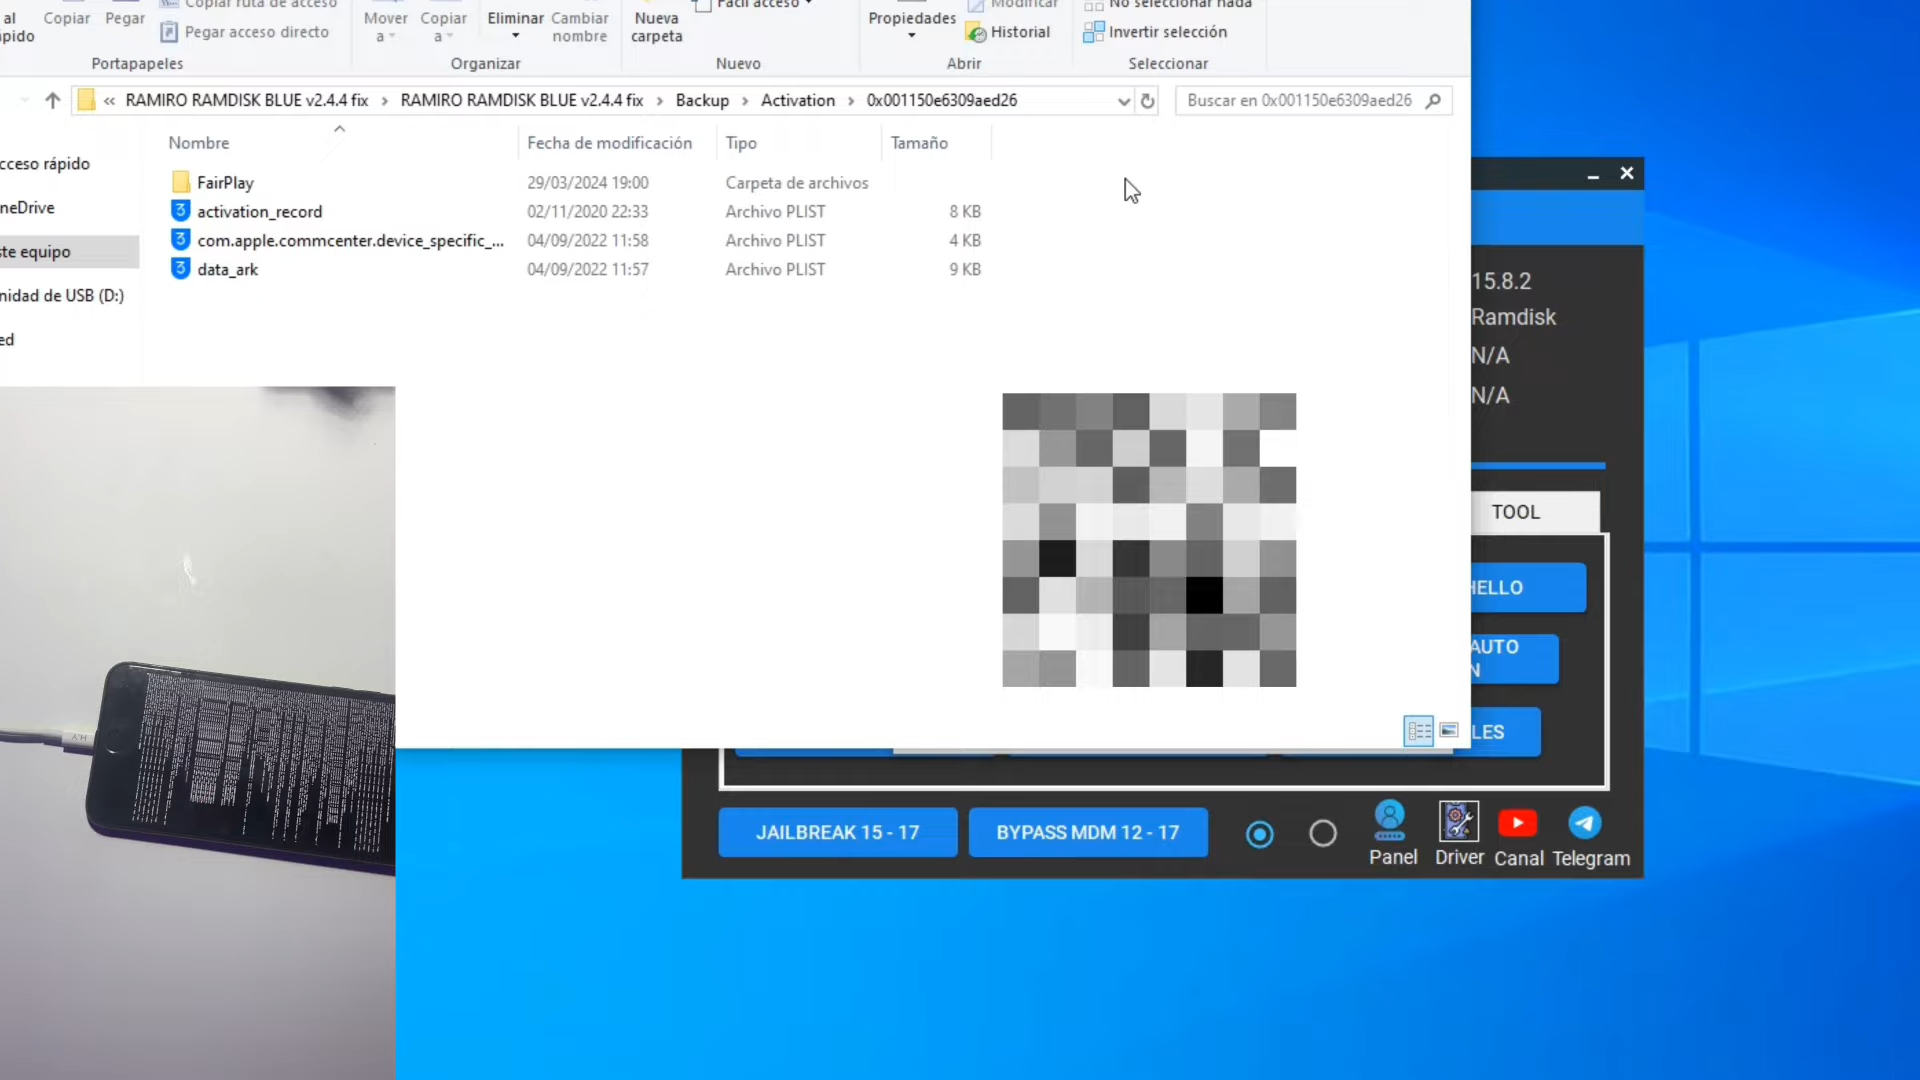 al
Copiar
Pegar
Copiar ruta de acceso
pido
Pegar acceso directo
Portapapeles
Mover
a
Copiar
a
Eliminar
Cambiar
nombre
Organizar
Nueva
carpeta
Nuevo
Fácil acceso
Propiedades
Modificar
Historial
Abrir
No seleccionar nada
Invertir selección
Seleccionar
« RAMIRO RAMDISK BLUE v2.4.4 fix > RAMIRO RAMDISK BLUE v2.4.4 fix > Backup > Activation > 0x001150e6309aed26
Buscar en 0x001150e6309aed26
Nombre
Fecha de modificación
Tipo
Tamaño
cceso rápido
neDrive
ste equipo
nidad de USB (D:)
ed
FairPlay 29/03/2024 19:00 Carpeta de archivos
activation_record 02/11/2020 22:33 Archivo PLIST 8 KB
com.apple.commcenter.device_specific_... 04/09/2022 11:58 Archivo PLIST 4 KB
data_ark 04/09/2022 11:57 Archivo PLIST 9 KB
15.8.2
Ramdisk
N/A
N/A
TOOL
HELLO
AUTO
N
LES
JAILBREAK 15 - 17
BYPASS MDM 12 - 17
Panel
Driver
Canal
Telegram